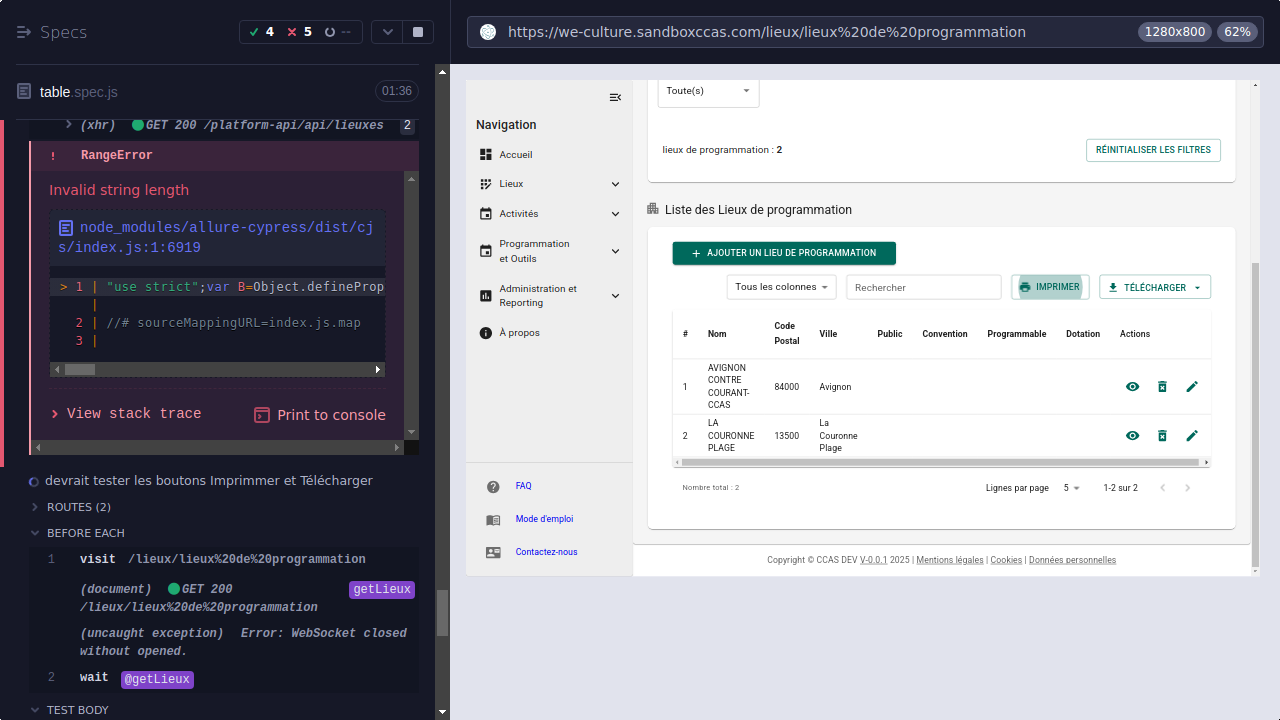 Specs
4
5
--
table.spec.js
01:36
(xhr) GET 200 /platform-api/api/lieuxes
2
! RangeError
Invalid string length
node_modules/allure-cypress/dist/cj
s/index.js:1:6919
> 1 | "use strict";var B=Object.defineProp
|
2 | //# sourceMappingURL=index.js.map
3 |
View stack trace
Print to console
devrait tester les boutons Imprimmer et Télécharger
ROUTES (2)
BEFORE EACH
1 visit /lieux/lieux%20de%20programmation
(document) GET 200
/lieux/lieux%20de%20programmation
getLieux
(uncaught exception) Error: WebSocket closed
without opened.
2 wait @getLieux
TEST BODY
https://we-culture.sandboxccas.com/lieux/lieux%20de%20programmation
1280x800
62%
Navigation
Accueil
Lieux
Activités
Programmation
et Outils
Administration et
Reporting
À propos
FAQ
Mode d'emploi
Contactez-nous
Toute(s)
lieux de programmation : 2
RÉINITIALISER LES FILTRES
Liste des Lieux de programmation
+ AJOUTER UN LIEU DE PROGRAMMATION
Tous les colonnes
Rechercher
IMPRIMER
TÉLÉCHARGER
# Nom Code Postal Ville Public Convention Programmable Dotation Actions
1 AVIGNON CONTRE COURANT-CCAS 84000 Avignon
2 LA COURONNE PLAGE 13500 La Couronne Plage
Nombre total : 2
Lignes par page 5 1-2 sur 2
Copyright © CCAS DEV V-0.0.1 2025 | Mentions légales | Cookies | Données personnelles